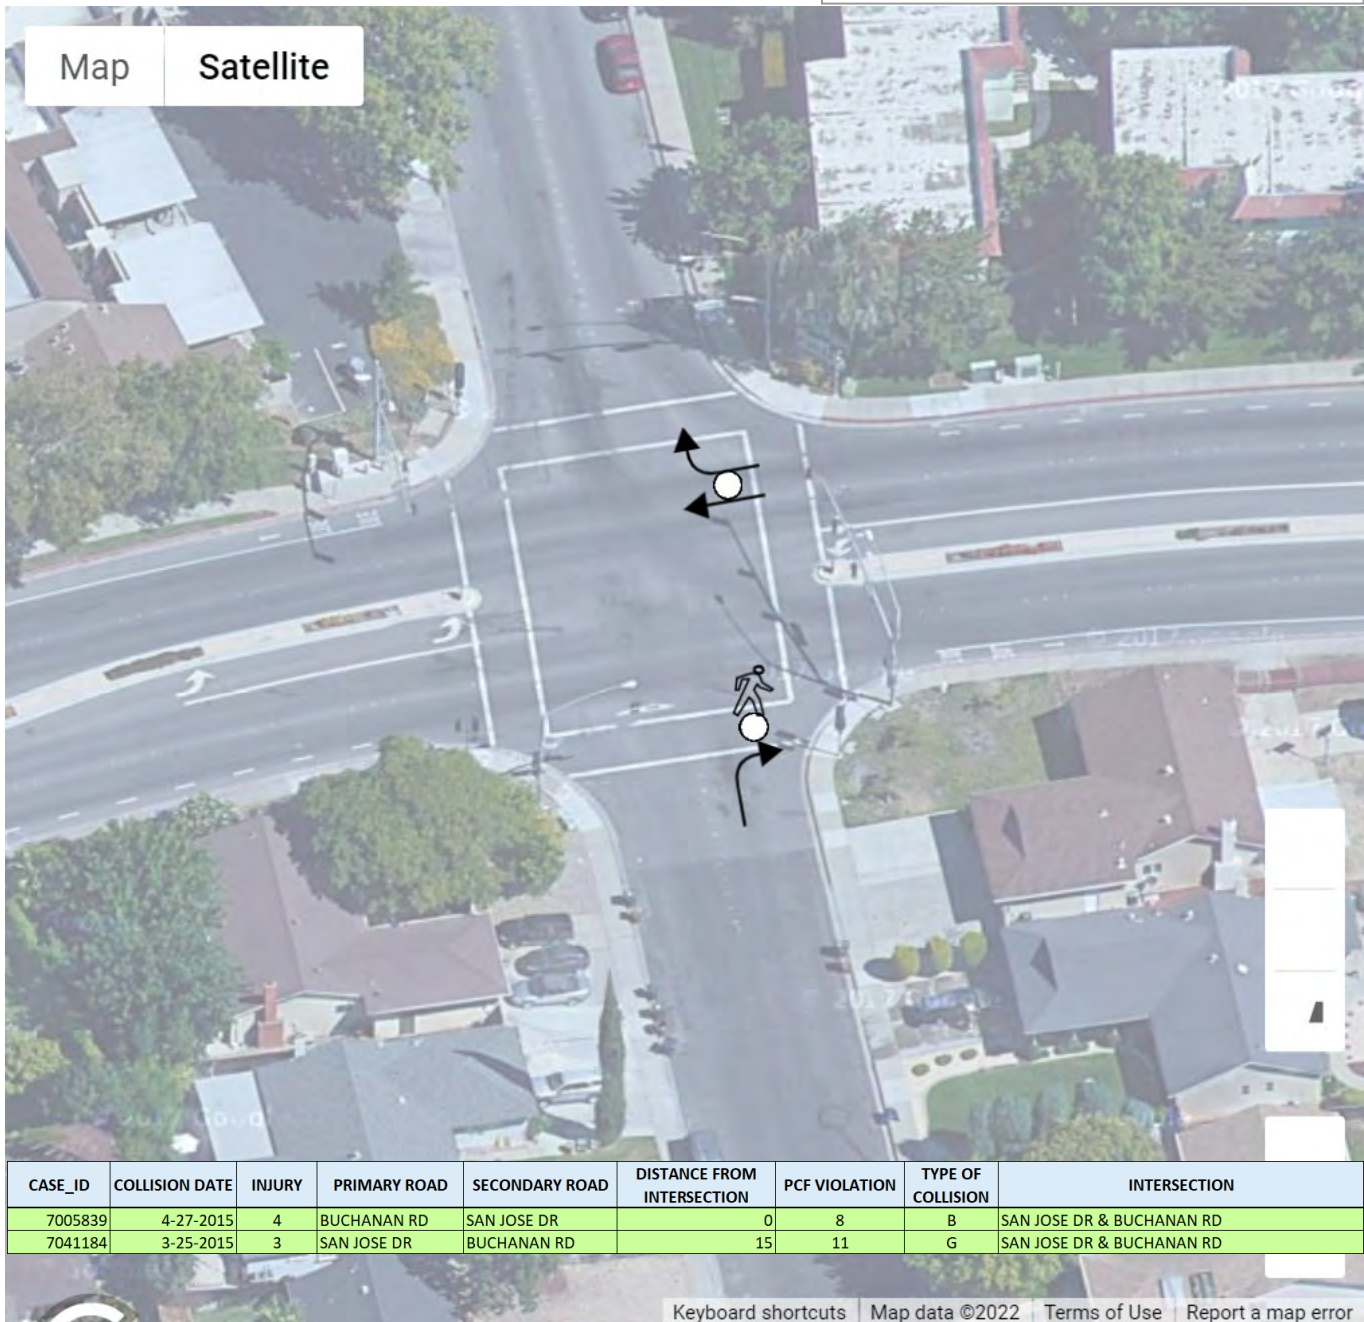 Map Satellite
CASE_ID COLLISION DATE INJURY PRIMARY ROAD SECONDARY ROAD DISTANCE FROM INTERSECTION PCF VIOLATION TYPE OF COLLISION INTERSECTION
7005839 4-27-2015 4 BUCHANAN RD SAN JOSE DR 0 8 B SAN JOSE DR & BUCHANAN RD
7041184 3-25-2015 3 SAN JOSE DR BUCHANAN RD 15 11 G SAN JOSE DR & BUCHANAN RD
Keyboard shortcuts Map data ©2022 Terms of Use Report a map error